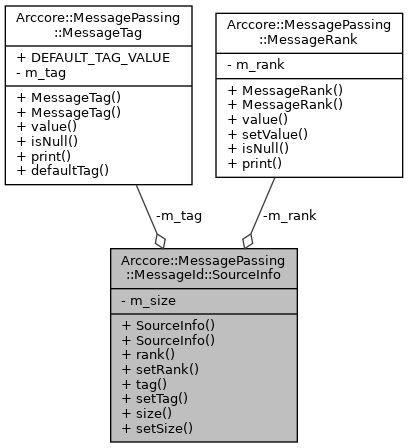 Arccore::MessagePassing
::MessageTag
+ DEFAULT_TAG_VALUE
- m_tag
+ MessageTag()
+ MessageTag()
+ value()
+ isNull()
+ print()
+ defaultTag()
Arccore::MessagePassing
::MessageRank
- m_rank
+ MessageRank()
+ MessageRank()
+ value()
+ setValue()
+ isNull()
+ print()
-m_tag
-m_rank
Arccore::MessagePassing
::MessageId::SourceInfo
- m_size
+ SourceInfo()
+ SourceInfo()
+ rank()
+ setRank()
+ tag()
+ setTag()
+ size()
+ setSize()